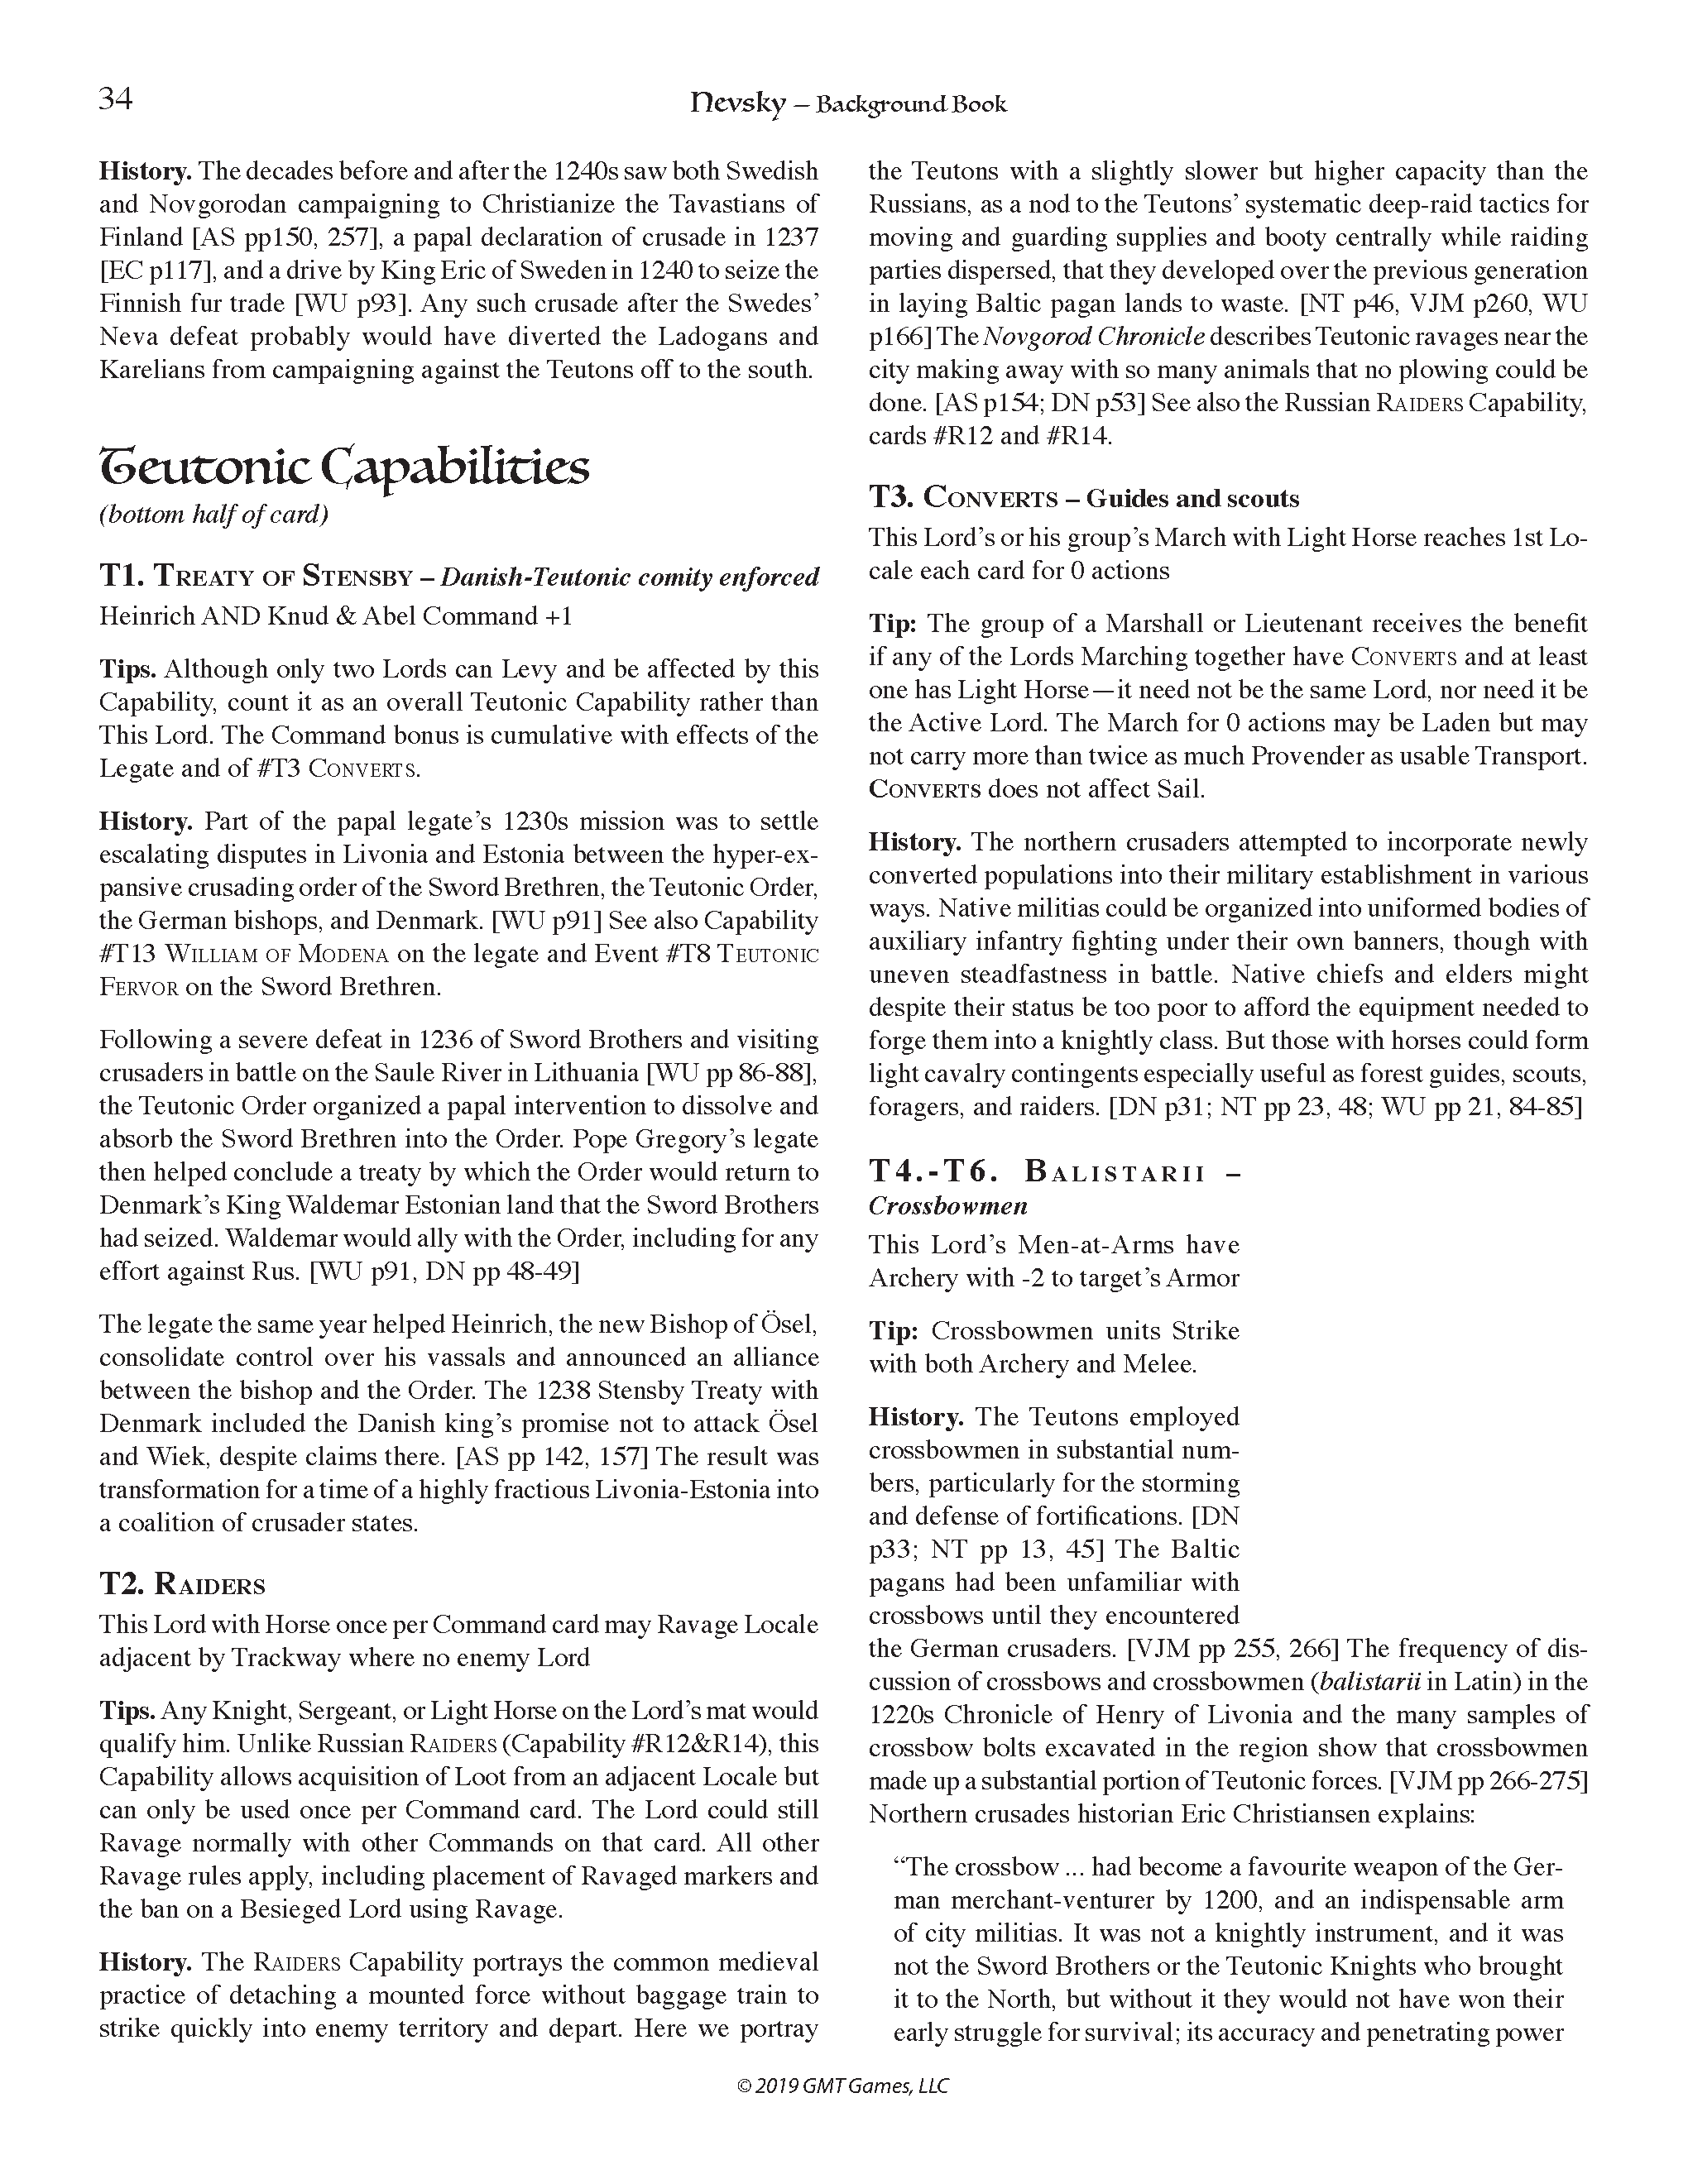 34
Nevsky – Background Book
History. The decades before and after the 1240s saw both Swedish
and Novgorodan campaigning to Christianize the Tavastians of
Finland [AS pp150, 257], a papal declaration of crusade in 1237
[EC p117], and a drive by King Eric of Sweden in 1240 to seize the
Finnish fur trade [WU p93]. Any such crusade after the Swedes’
Neva defeat probably would have diverted the Ladogans and
Karelians from campaigning against the Teutons off to the south.
Teutonic Capabilities
(bottom half of card)
T1. Treaty of Stensby – Danish-Teutonic comity enforced
Heinrich AND Knud & Abel Command +1
Tips. Although only two Lords can Levy and be affected by this
Capability, count it as an overall Teutonic Capability rather than
This Lord. The Command bonus is cumulative with effects of the
Legate and of #T3 Converts.
History. Part of the papal legate’s 1230s mission was to settle
escalating disputes in Livonia and Estonia between the hyper-ex-
pansive crusading order of the Sword Brethren, the Teutonic Order,
the German bishops, and Denmark. [WU p91] See also Capability
#T13 William of Modena on the legate and Event #T8 Teutonic
Fervor on the Sword Brethren.
Following a severe defeat in 1236 of Sword Brothers and visiting
crusaders in battle on the Saule River in Lithuania [WU pp 86-88],
the Teutonic Order organized a papal intervention to dissolve and
absorb the Sword Brethren into the Order. Pope Gregory’s legate
then helped conclude a treaty by which the Order would return to
Denmark’s King Waldemar Estonian land that the Sword Brothers
had seized. Waldemar would ally with the Order, including for any
effort against Rus. [WU p91, DN pp 48-49]
The legate the same year helped Heinrich, the new Bishop of Ösel,
consolidate control over his vassals and announced an alliance
between the bishop and the Order. The 1238 Stensby Treaty with
Denmark included the Danish king’s promise not to attack Ösel
and Wiek, despite claims there. [AS pp 142, 157] The result was
transformation for a time of a highly fractious Livonia-Estonia into
a coalition of crusader states.
T2. Raiders
This Lord with Horse once per Command card may Ravage Locale
adjacent by Trackway where no enemy Lord
Tips. Any Knight, Sergeant, or Light Horse on the Lord’s mat would
qualify him. Unlike Russian Raiders (Capability #R12&R14), this
Capability allows acquisition of Loot from an adjacent Locale but
can only be used once per Command card. The Lord could still
Ravage normally with other Commands on that card. All other
Ravage rules apply, including placement of Ravaged markers and
the ban on a Besieged Lord using Ravage.
History. The Raiders Capability portrays the common medieval
practice of detaching a mounted force without baggage train to
strike quickly into enemy territory and depart. Here we portray
the Teutons with a slightly slower but higher capacity than the
Russians, as a nod to the Teutons’ systematic deep-raid tactics for
moving and guarding supplies and booty centrally while raiding
parties dispersed, that they developed over the previous generation
in laying Baltic pagan lands to waste. [NT p46, VJM p260, WU
p166] The Novgorod Chronicle describes Teutonic ravages near the
city making away with so many animals that no plowing could be
done. [AS p154; DN p53] See also the Russian Raiders Capability,
cards #R12 and #R14.
T3. Converts – Guides and scouts
This Lord’s or his group’s March with Light Horse reaches 1st Lo-
cale each card for 0 actions
Tip: The group of a Marshall or Lieutenant receives the benefit
if any of the Lords Marching together have Converts and at least
one has Light Horse—it need not be the same Lord, nor need it be
the Active Lord. The March for 0 actions may be Laden but may
not carry more than twice as much Provender as usable Transport.
Converts does not affect Sail.
History. The northern crusaders attempted to incorporate newly
converted populations into their military establishment in various
ways. Native militias could be organized into uniformed bodies of
auxiliary infantry fighting under their own banners, though with
uneven steadfastness in battle. Native chiefs and elders might
despite their status be too poor to afford the equipment needed to
forge them into a knightly class. But those with horses could form
light cavalry contingents especially useful as forest guides, scouts,
foragers, and raiders. [DN p31; NT pp 23, 48; WU pp 21, 84-85]
T4.-T6. Balistarii –
Crossbowmen
This Lord’s Men-at-Arms have
Archery with -2 to target’s Armor
Tip: Crossbowmen units Strike
with both Archery and Melee.
History. The Teutons employed
crossbowmen in substantial num-
bers, particularly for the storming
and defense of fortifications. [DN
p33; NT pp 13, 45] The Baltic
pagans had been unfamiliar with
crossbows until they encountered
the German crusaders. [VJM pp 255, 266] The frequency of dis-
cussion of crossbows and crossbowmen (balistarii in Latin) in the
1220s Chronicle of Henry of Livonia and the many samples of
crossbow bolts excavated in the region show that crossbowmen
made up a substantial portion of Teutonic forces. [VJM pp 266-275]
Northern crusades historian Eric Christiansen explains:
“The crossbow ... had become a favourite weapon of the Ger-
man merchant-venturer by 1200, and an indispensable arm
of city militias. It was not a knightly instrument, and it was
not the Sword Brothers or the Teutonic Knights who brought
it to the North, but without it they would not have won their
early struggle for survival; its accuracy and penetrating power
© 2019 GMT Games, LLC